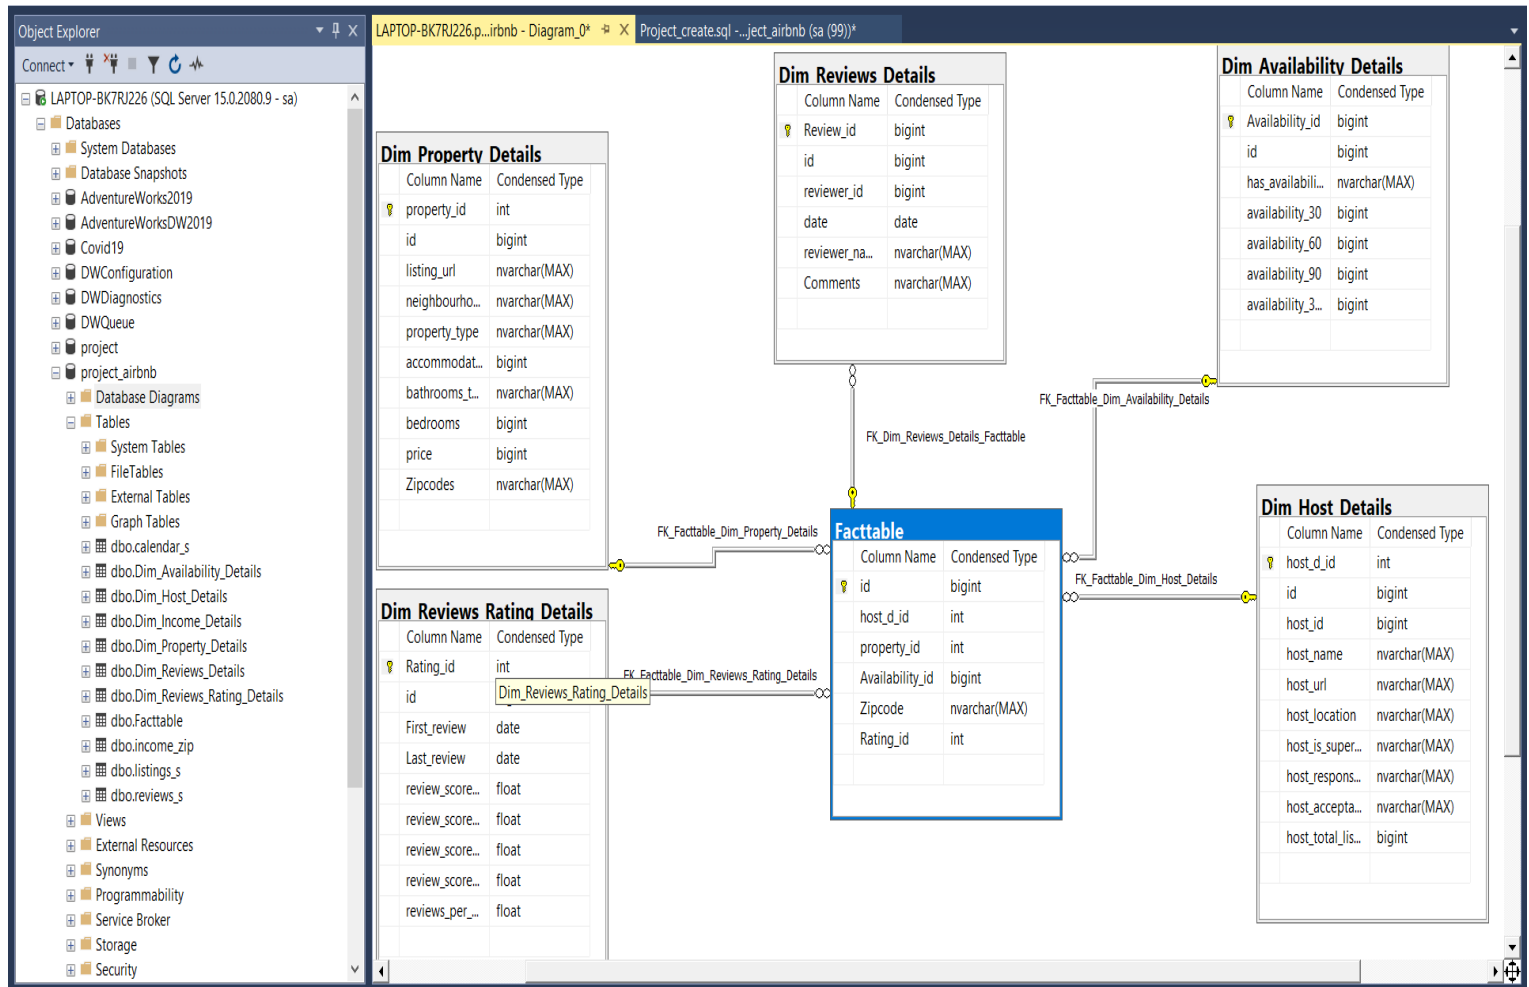 Object Explorer
Connect
LAPTOP-BK7RJ226 (SQL Server 15.0.2080.9 - sa)
Databases
System Databases
Database Snapshots
AdventureWorks2019
AdventureWorksDW2019
Covid19
DWConfiguration
DWDiagnostics
DWQueue
project
project_airbnb
Database Diagrams
Tables
System Tables
FileTables
External Tables
Graph Tables
dbo.calendar_s
dbo.Dim_Availability_Details
dbo.Dim_Host_Details
dbo.Dim_Income_Details
dbo.Dim_Property_Details
dbo.Dim_Reviews_Details
dbo.Dim_Reviews_Rating_Details
dbo.Facttable
dbo.income_zip
dbo.listings_s
dbo.reviews_s
Views
External Resources
Synonyms
Programmability
Service Broker
Storage
Security
LAPTOP-BK7RJ226.p...irbnb - Diagram_0* X
Project_create.sql -...ject_airbnb (sa (99))*
Dim_Property_Details
Column Name Condensed Type
property_id int
id bigint
listing_url nvarchar(MAX)
neighbourho... nvarchar(MAX)
property_type nvarchar(MAX)
accommodat... bigint
bathrooms_t... nvarchar(MAX)
bedrooms bigint
price bigint
Zipcodes nvarchar(MAX)
Dim_Reviews_Rating_Details
Column Name Condensed Type
Rating_id int
id
Dim_Reviews_Rating_Details
First_review date
Last_review date
review_score... float
review_score... float
review_score... float
review_score... float
reviews_per_... float
Dim_Reviews_Details
Column Name Condensed Type
Review_id bigint
id bigint
reviewer_id bigint
date date
reviewer_na... nvarchar(MAX)
Comments nvarchar(MAX)
FK_Dim_Reviews_Details_Facttable
FK_Facttable_Dim_Property_Details
FK_Facttable_Dim_Reviews_Rating_Details
Facttable
Column Name Condensed Type
id bigint
host_d_id int
property_id int
Availability_id bigint
Zipcode nvarchar(MAX)
Rating_id int
Dim_Availability_Details
Column Name Condensed Type
Availability_id bigint
id bigint
has_availabili... nvarchar(MAX)
availability_30 bigint
availability_60 bigint
availability_90 bigint
availability_3... bigint
FK_Facttable_Dim_Availability_Details
FK_Facttable_Dim_Host_Details
Dim_Host_Details
Column Name Condensed Type
host_d_id int
id bigint
host_id bigint
host_name nvarchar(MAX)
host_url nvarchar(MAX)
host_location nvarchar(MAX)
host_is_super... nvarchar(MAX)
host_respons... nvarchar(MAX)
host_accepta... nvarchar(MAX)
host_total_lis... bigint